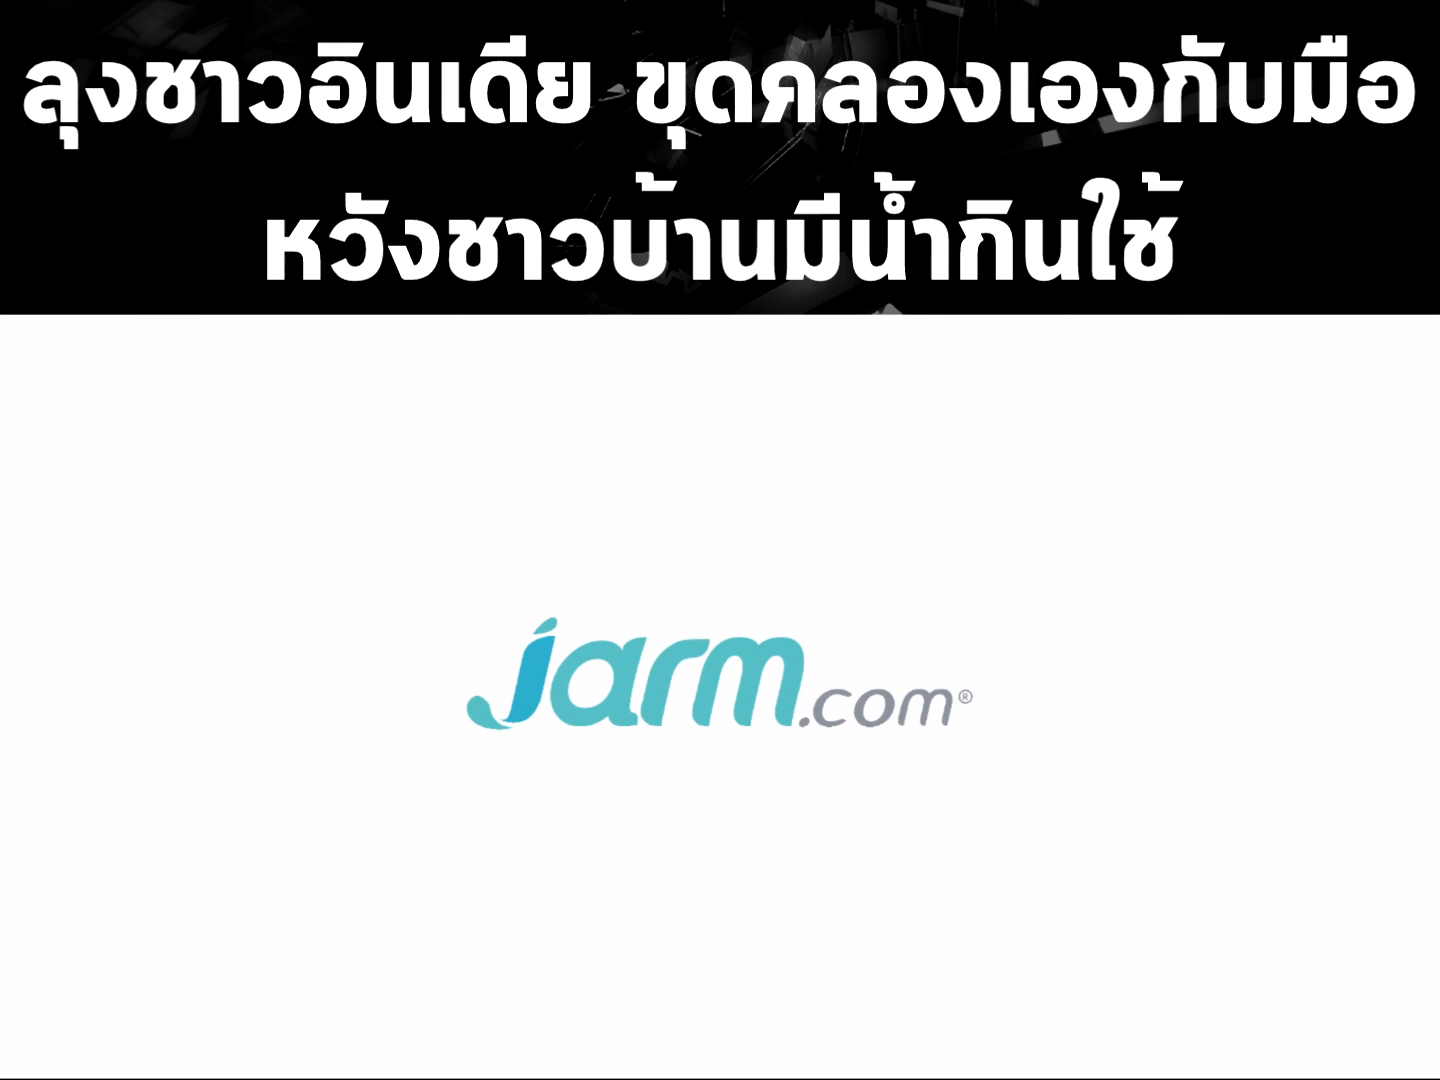 ลุงชาวอินเดีย ขุดคลองเองกับมือ
หวังชาวบ้านมีน้ำกินใช้
jarm.com®